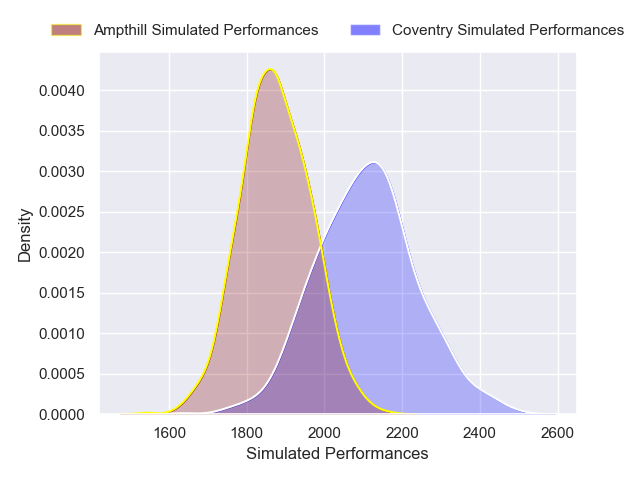 Ampthill Simulated Performances
Coventry Simulated Performances
0.0040
0.0035
0.0030
0.0025
0.0020
0.0015
0.0010
0.0005
0.0000
Density
1600 1800 2000 2200 2400 2600
Simulated Performances